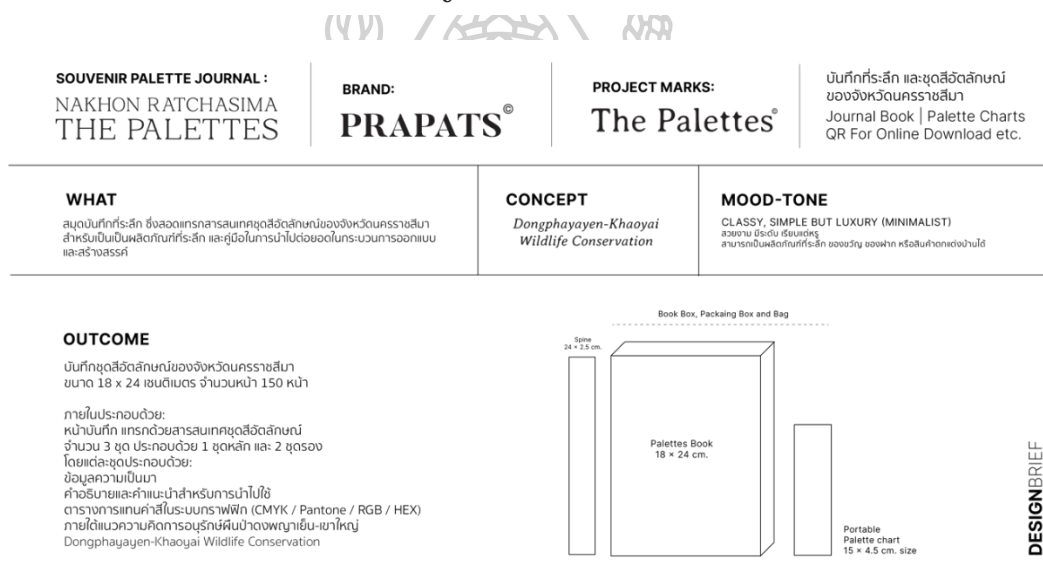 SOUVENIR PALETTE JOURNAL :
NAKHON RATCHASIMA
THE PALETTES
BRAND:
PRAPATS©
PROJECT MARKS:
The Palettes©
บันทึกที่ระลึก และชุดสีอัตลักษณ์
ของจังหวัดนครราชสีมา
Journal Book | Palette Charts
QR For Online Download etc.
WHAT
สมุดบันทึกที่ระลึก ซึ่งสอดแทรกสารสนเทศชุดสีอัตลักษณ์ของจังหวัดนครราชสีมา
สำหรับเป็นเป็นผลิตภัณฑ์ที่ระลึก และคู่มือในการนำไปต่อยอดในกระบวนการออกแบบ
และสร้างสรรค์
CONCEPT
Dongphayayen-Khaoyai
Wildlife Conservation
MOOD-TONE
CLASSY, SIMPLE BUT LUXURY (MINIMALIST)
สวยงาม มีระดับ เรียบแต่หรู
สามารถเป็นผลิตภัณฑ์ที่ระลึก ของขวัญ ของฝาก หรือสินค้าตกแต่งบ้านได้
OUTCOME
บันทึกชุดสีอัตลักษณ์ของจังหวัดนครราชสีมา
ขนาด 18 x 24 เซนติเมตร จำนวนหน้า 150 หน้า
ภายในประกอบด้วย:
หน้าบันทึก แทรกด้วยสารสนเทศชุดสีอัตลักษณ์
จำนวน 3 ชุด ประกอบด้วย 1 ชุดหลัก และ 2 ชุดรอง
โดยแต่ละชุดประกอบด้วย:
ข้อมูลความเป็นมา
คำอธิบายและคำแนะนำสำหรับการนำไปใช้
ตารางการแทนค่าสีในระบบกราฟฟิก (CMYK / Pantone / RGB / HEX)
ภายใต้แนวความคิดการอนุรักษ์ผืนป่าดงพญาเย็น-เขาใหญ่
Dongphayayen-Khaoyai Wildlife Conservation
Book Box, Packaing Box and Bag
Spine
24 × 2.5 cm.
Palettes Book
18 × 24 cm.
Portable
Palette chart
15 × 4.5 cm. size
DESIGNBRIEF